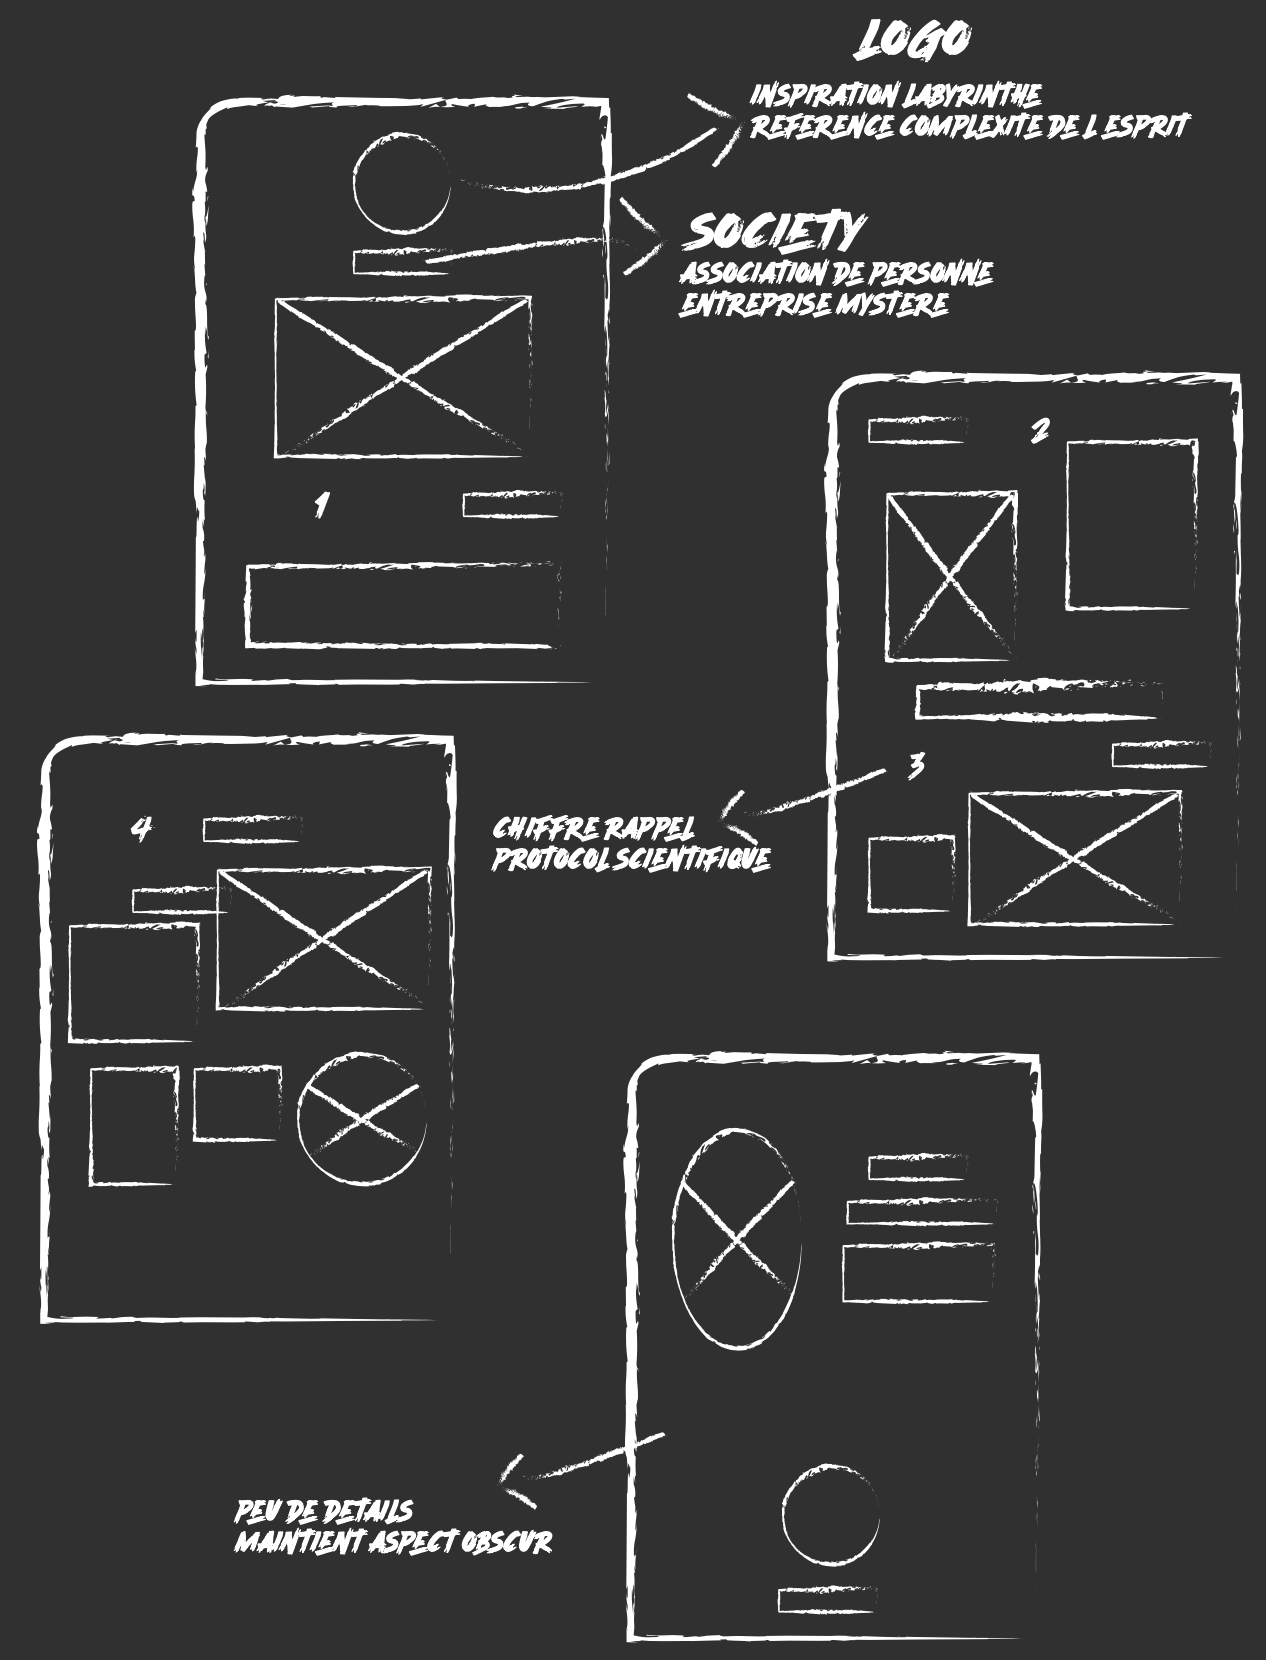 LOGO
INSPIRATION LABYRINTHE
REFERENCE COMPLEXITE DE L ESPRIT
SOCIETY
ASSOCIATION DE PERSONNE
ENTREPRISE MYSTERE
1
2
3
4
CHIFFRE RAPPEL
PROTOCOL SCIENTIFIQUE
PEU DE DETAILS
MAINTIENT ASPECT OBSCUR